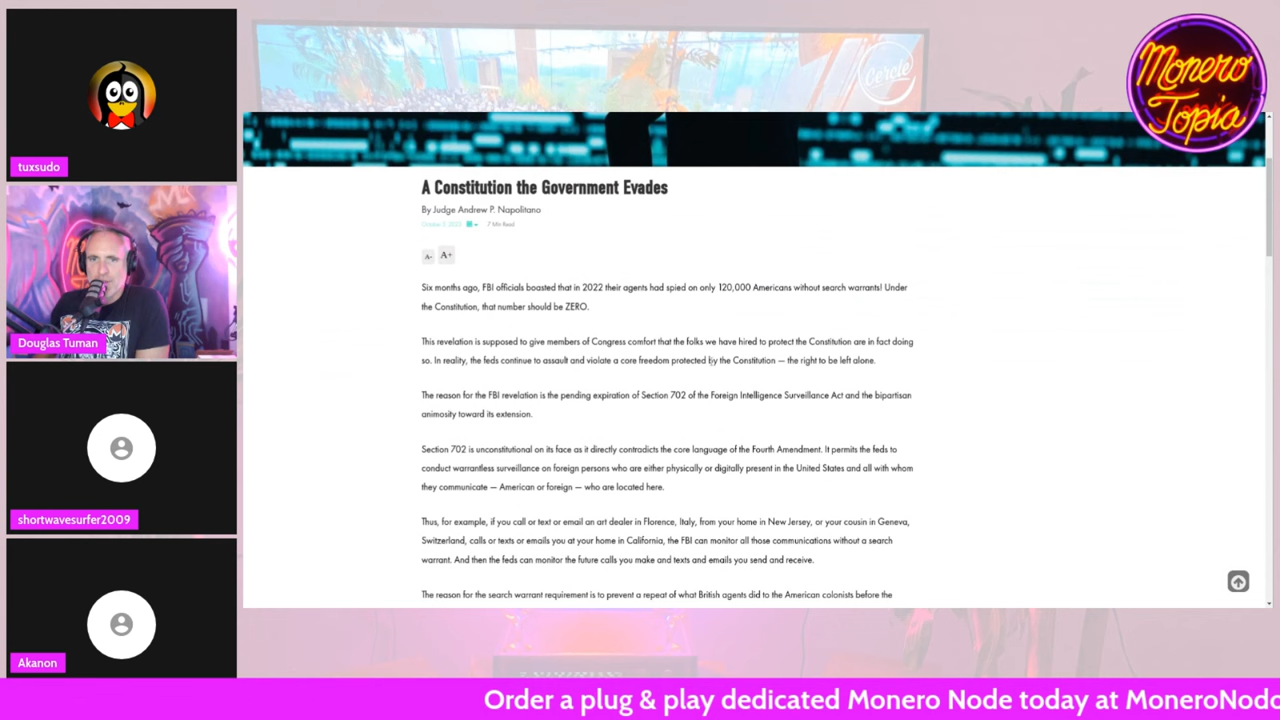 Cercle
Monero
Topia
tuxsudo
Douglas Tuman
shortwavesurfer2009
Akanon
A Constitution the Government Evades
By Judge Andrew P. Napolitano
October 5, 2023
7 Min Read
A- A+
Six months ago, FBI officials boasted that in 2022 their agents had spied on only 120,000 Americans without search warrants! Under
the Constitution, that number should be ZERO.
This revelation is supposed to give members of Congress comfort that the folks we have hired to protect the Constitution are in fact doing
so. In reality, the feds continue to assault and violate a core freedom protected by the Constitution — the right to be left alone.
The reason for the FBI revelation is the pending expiration of Section 702 of the Foreign Intelligence Surveillance Act and the bipartisan
animosity toward its extension.
Section 702 is unconstitutional on its face as it directly contradicts the core language of the Fourth Amendment. It permits the feds to
conduct warrantless surveillance on foreign persons who are either physically or digitally present in the United States and all with whom
they communicate — American or foreign — who are located here.
Thus, for example, if you call or text or email an art dealer in Florence, Italy, from your home in New Jersey, or your cousin in Geneva,
Switzerland, calls or texts or emails you at your home in California, the FBI can monitor all those communications without a search
warrant. And then the feds can monitor the future calls you make and texts and emails you send and receive.
The reason for the search warrant requirement is to prevent a repeat of what British agents did to the American colonists before the
Order a plug & play dedicated Monero Node today at MoneroNodo